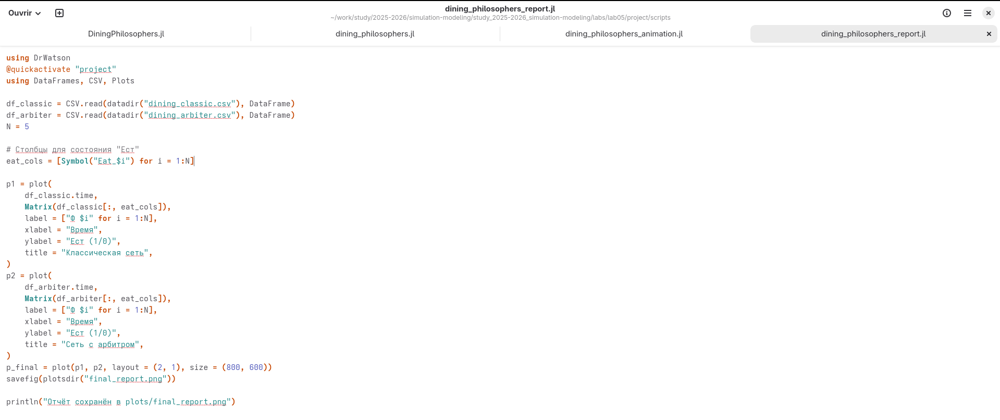 Ouvrir
dining_philosophers_report.jl
~/work/study/2025-2026/simulation-modeling/study_2025-2026_simulation-modeling/labs/lab05/project/scripts
DiningPhilosophers.jl
dining_philosophers.jl
dining_philosophers_animation.jl
dining_philosophers_report.jl
using DrWatson
@quickactivate "project"
using DataFrames, CSV, Plots
df_classic = CSV.read(datadir("dining_classic.csv"), DataFrame)
df_arbiter = CSV.read(datadir("dining_arbiter.csv"), DataFrame)
N = 5
# Столбцы для состояния "Ест"
eat_cols = [Symbol("Eat_$i") for i = 1:N]
p1 = plot(
    df_classic.time,
    Matrix(df_classic[:, eat_cols]),
    label = ["Ф $i" for i = 1:N],
    xlabel = "Время",
    ylabel = "Ест (1/0)",
    title = "Классическая сеть",
)
p2 = plot(
    df_arbiter.time,
    Matrix(df_arbiter[:, eat_cols]),
    label = ["Ф $i" for i = 1:N],
    xlabel = "Время",
    ylabel = "Ест (1/0)",
    title = "Сеть с арбитром",
)
p_final = plot(p1, p2, layout = (2, 1), size = (800, 600))
savefig(plotsdir("final_report.png"))
println("Отчёт сохранён в plots/final_report.png")